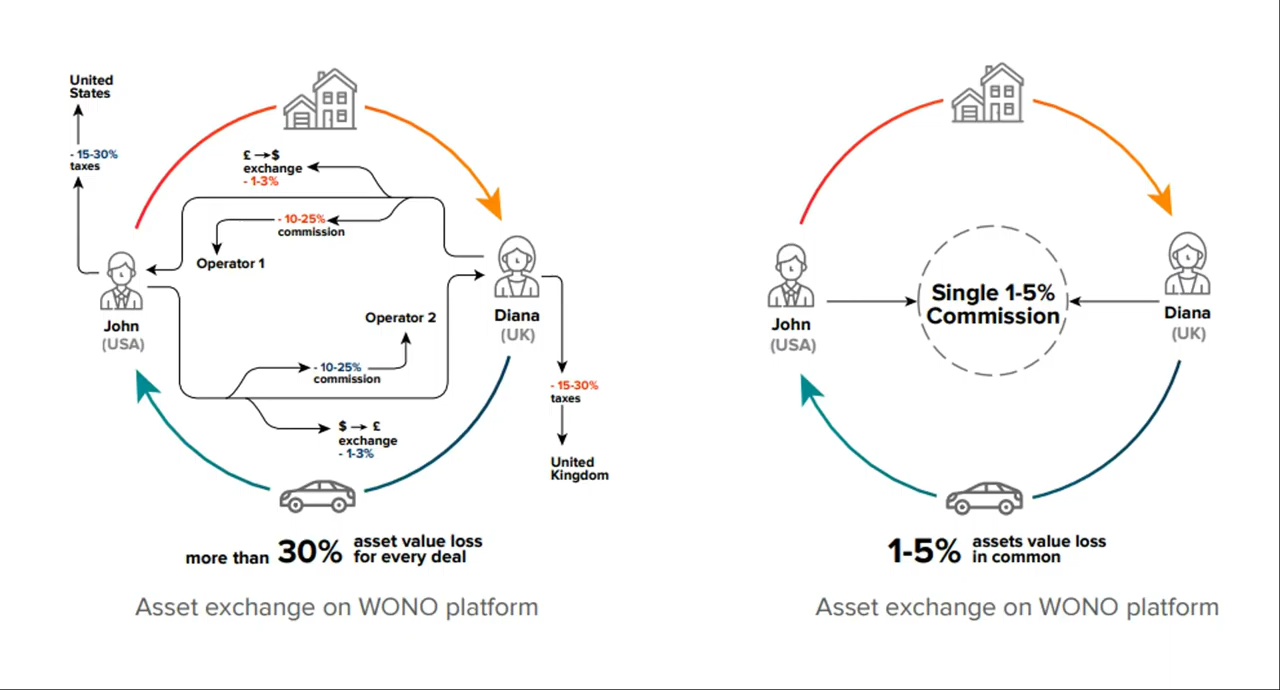 United
States
- 15-30%
taxes
£ → $
exchange
- 1-3%
- 10-25%
commission
Operator 1
John
(USA)
Diana
(UK)
Operator 2
- 10-25%
commission
$ → £
exchange
- 1-3%
- 15-30%
taxes
United
Kingdom
more than 30% asset value loss
for every deal
Asset exchange on WONO platform
John
(USA)
Single 1-5%
Commission
Diana
(UK)
1-5% assets value loss
in common
Asset exchange on WONO platform